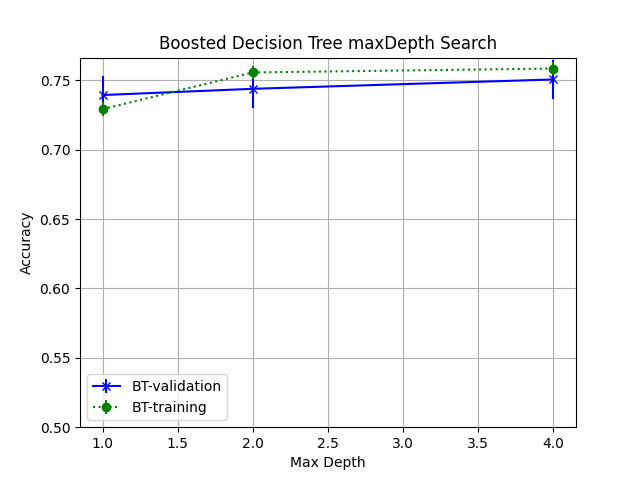 Boosted Decision Tree maxDepth Search
Accuracy
0.75
0.70
0.65
0.60
0.55
0.50
BT-validation
BT-training
1.0 1.5 2.0 2.5 3.0 3.5 4.0
Max Depth